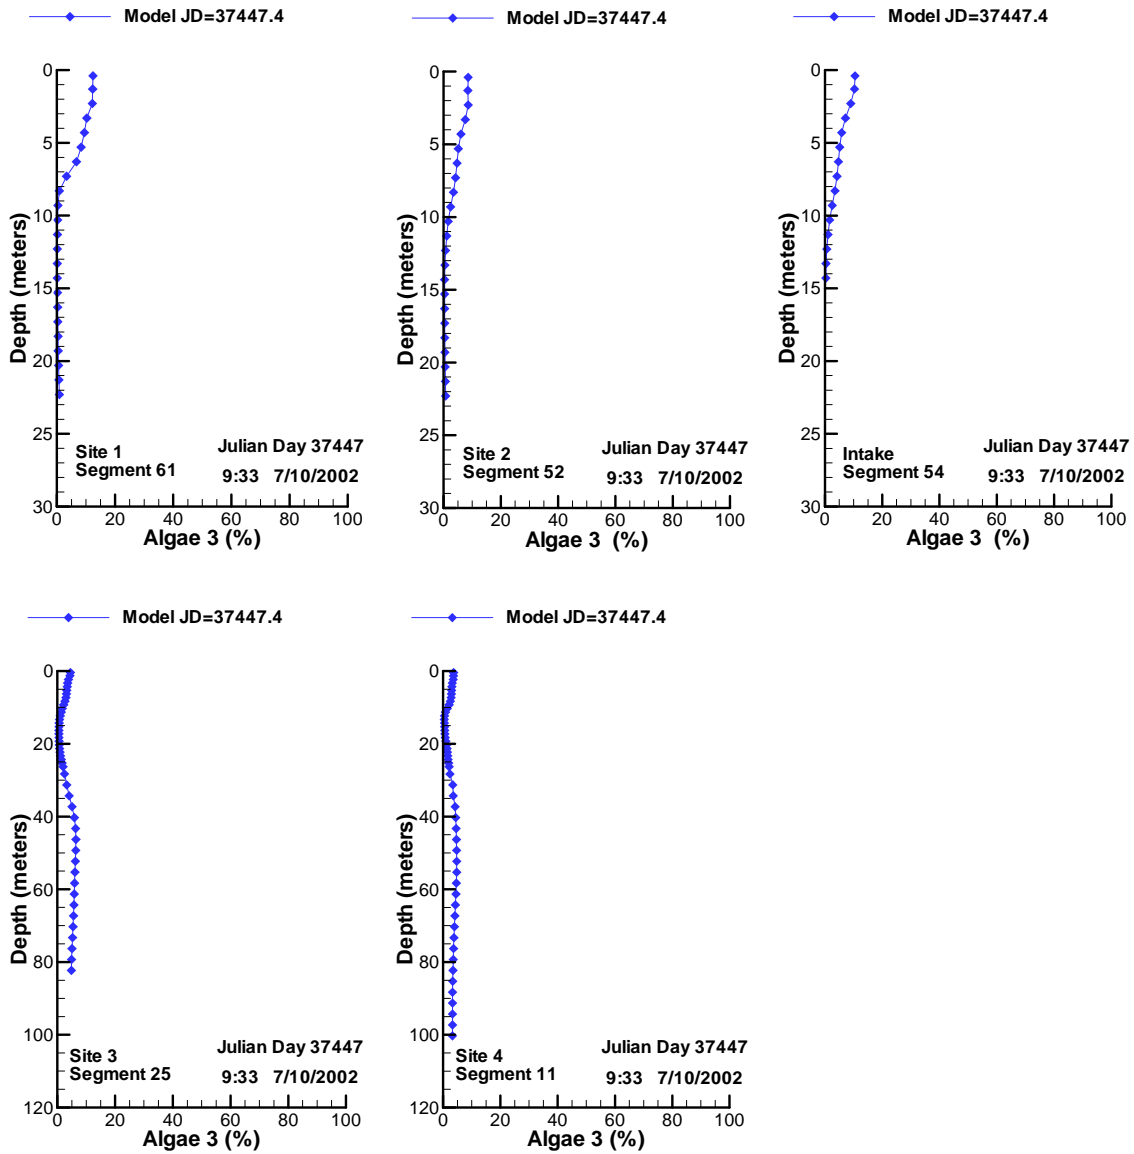 Model JD=37447.4
Depth (meters)
0
5
10
15
20
25
30
Site 1
Segment 61
Julian Day 37447
9:33 7/10/2002
0 20 40 60 80 100
Algae 3 (%)
Model JD=37447.4
Depth (meters)
0
5
10
15
20
25
30
Site 2
Segment 52
Julian Day 37447
9:33 7/10/2002
0 20 40 60 80 100
Algae 3 (%)
Model JD=37447.4
Depth (meters)
0
5
10
15
20
25
30
Intake
Segment 54
Julian Day 37447
9:33 7/10/2002
0 20 40 60 80 100
Algae 3 (%)
Model JD=37447.4
Depth (meters)
0
20
40
60
80
100
120
Site 3
Segment 25
Julian Day 37447
9:33 7/10/2002
0 20 40 60 80 100
Algae 3 (%)
Model JD=37447.4
Depth (meters)
0
20
40
60
80
100
120
Site 4
Segment 11
Julian Day 37447
9:33 7/10/2002
0 20 40 60 80 100
Algae 3 (%)